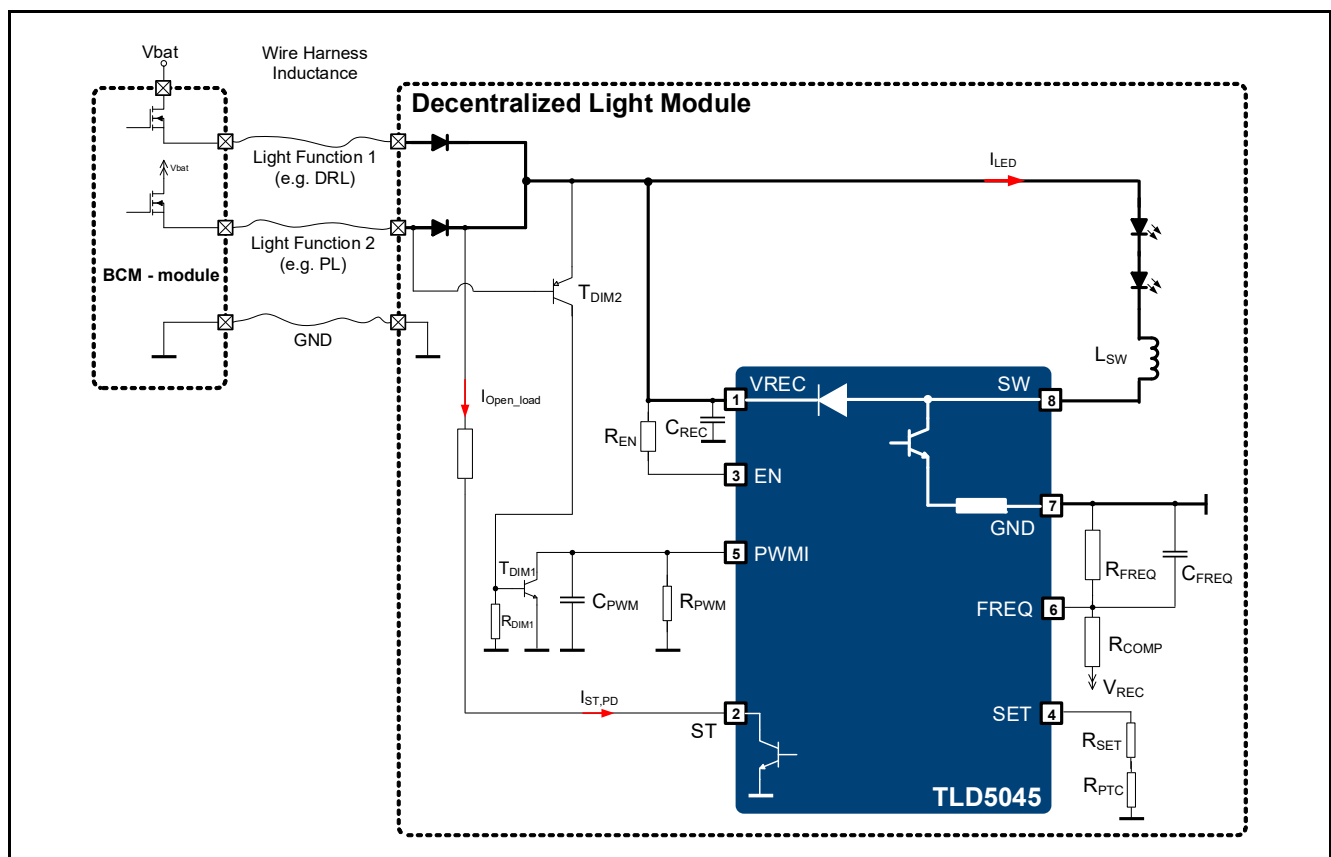 Vbat
Wire Harness
Inductance
Decentralized Light Module
Light Function 1
(e.g. DRL)
Vbat
Light Function 2
(e.g. PL)
BCM - module
GND
ILED
TDIM2
LSW
IOpen_load
VREC
SW
1
8
REN
CREC
3
EN
7
GND
RFREQ
CFREQ
TDIM1
5
PWMI
CPWM
RPWM
RDIM1
FREQ
6
RCOMP
VREC
IST,PD
2
ST
SET
4
RSET
RPTC
TLD5045